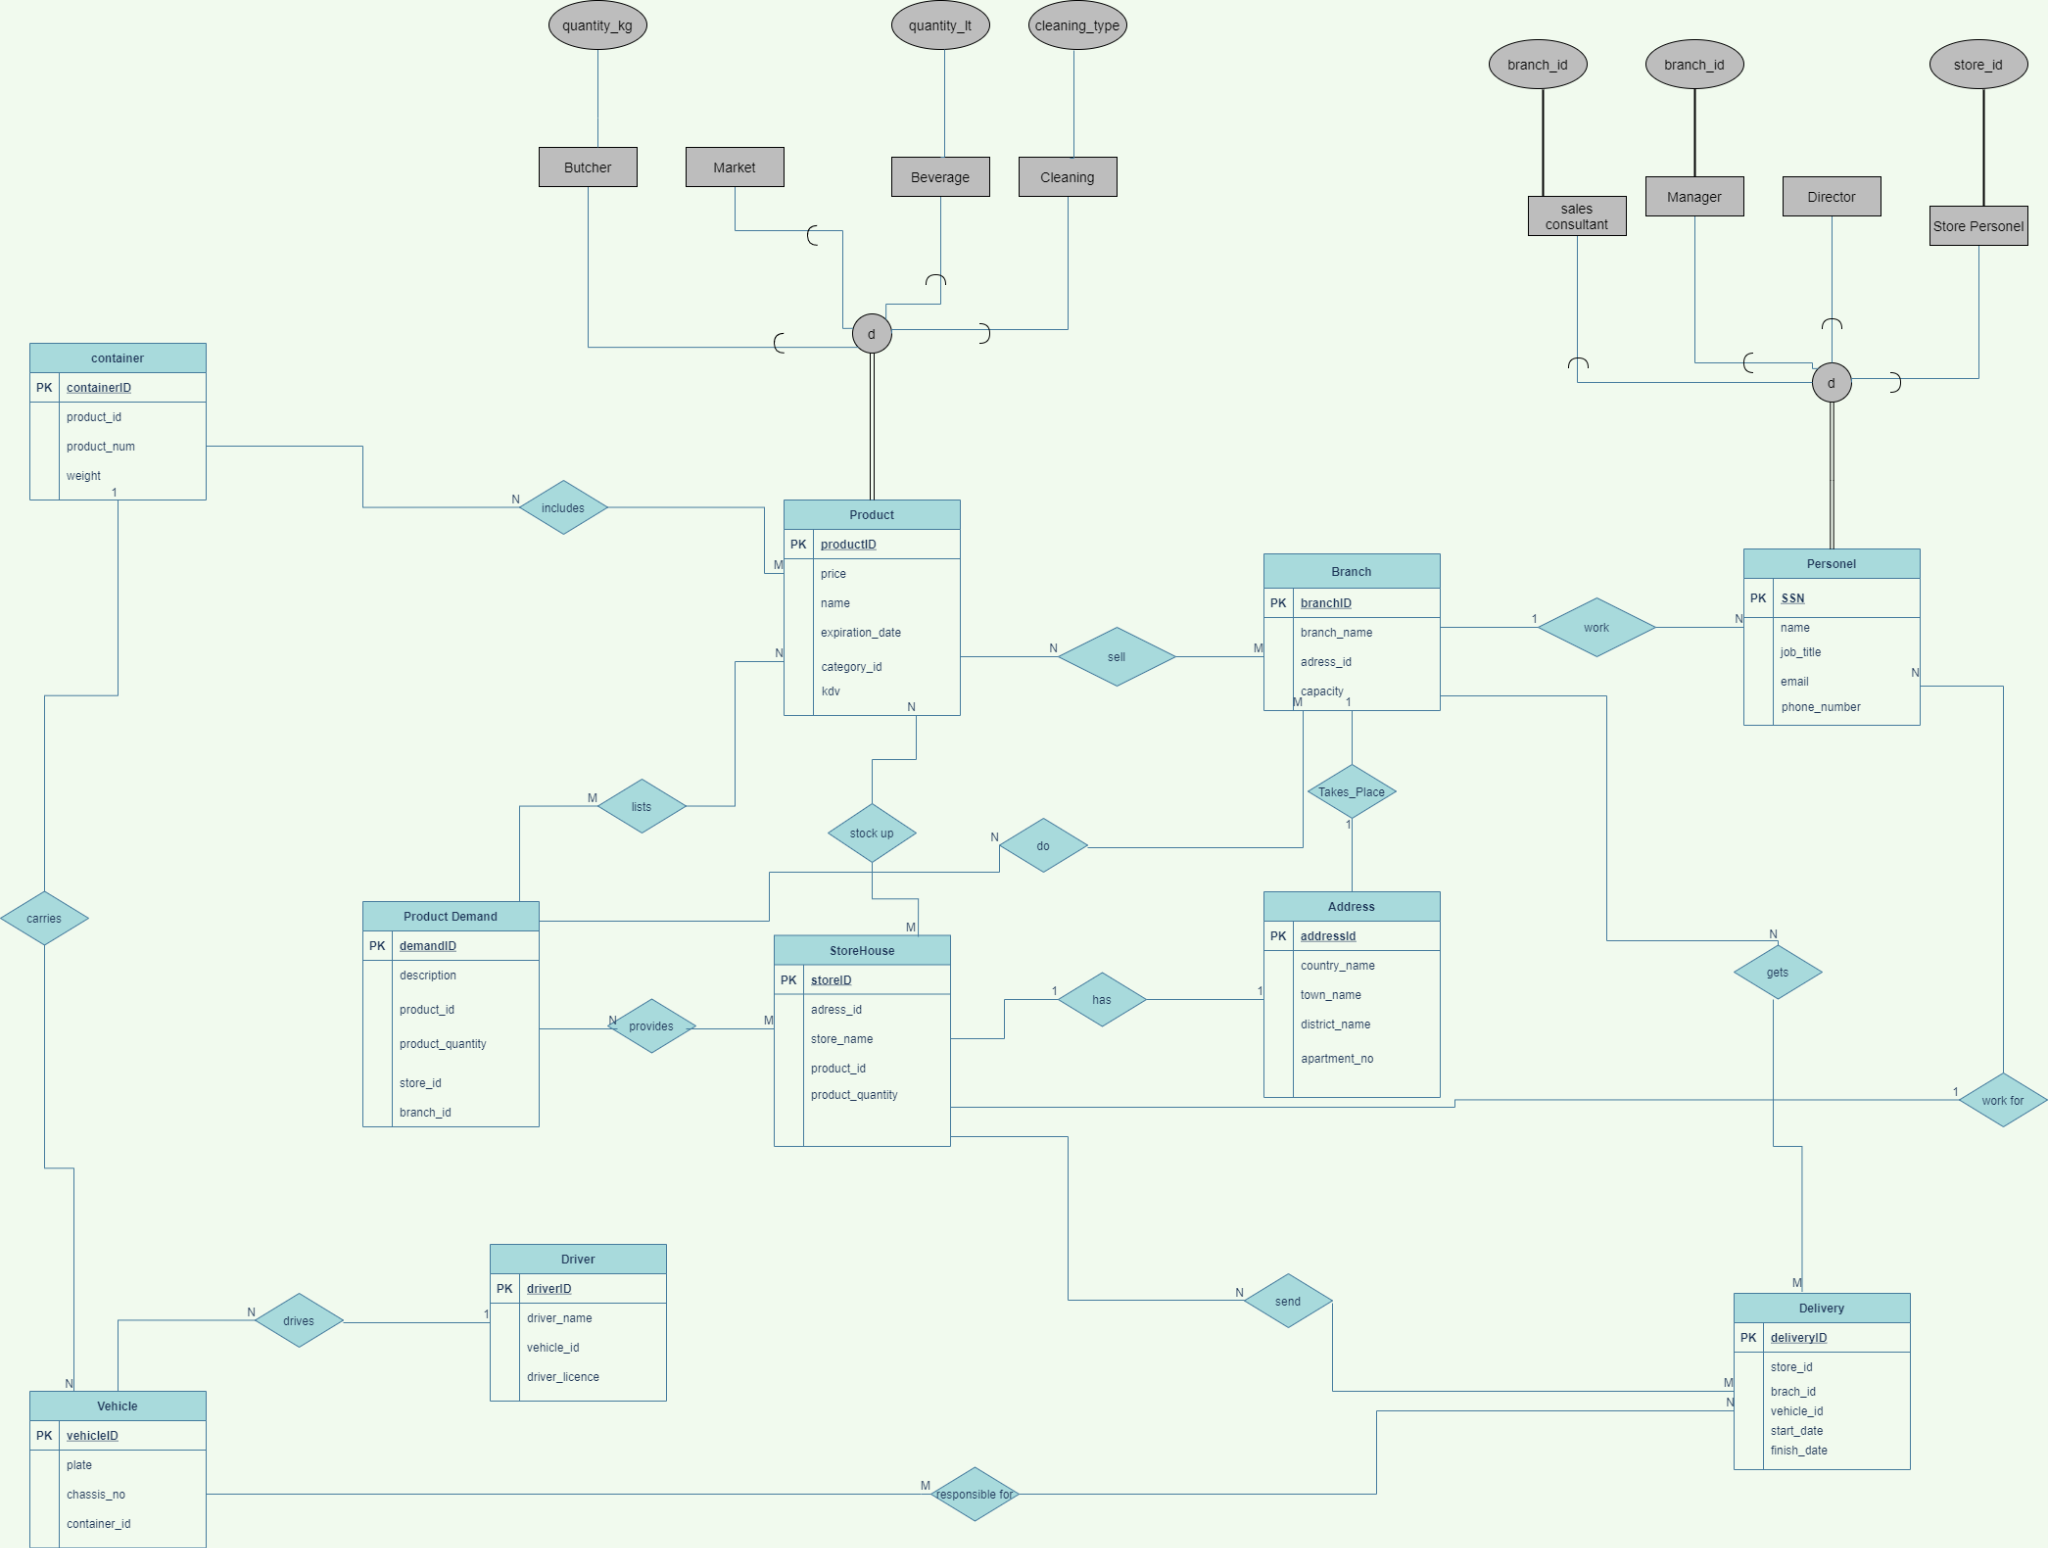 quantity_kg
quantity_lt
cleaning_type
branch_id
branch_id
store_id
Butcher
Market
Beverage
Cleaning
sales
consultant
Manager
Director
Store Personel
d
d
container
PK containerID
product_id
product_num
weight
1
N
includes
M
Product
PK productID
price
name
expiration_date
category_id
kdv
N
N
N
sell
M
Branch
PK branchID
branch_name
adress_id
capacity
M
1
1
work
N
Personel
PK SSN
name
job_title
email
phone_number
N
M
lists
stock up
M
N
do
Takes_Place
1
carries
Product Demand
PK demandID
description
product_id
product_quantity
store_id
branch_id
N
provides
M
StoreHouse
PK storeID
adress_id
store_name
product_id
product_quantity
1
has
1
Address
PK addressId
country_name
town_name
district_name
apartment_no
N
gets
1
work for
M
Driver
PK driverID
driver_name
vehicle_id
driver_licence
N
drives
1
N
send
M
N
Delivery
PK deliveryID
store_id
brach_id
vehicle_id
start_date
finish_date
N
Vehicle
PK vehicleID
plate
chassis_no
container_id
M
responsible for